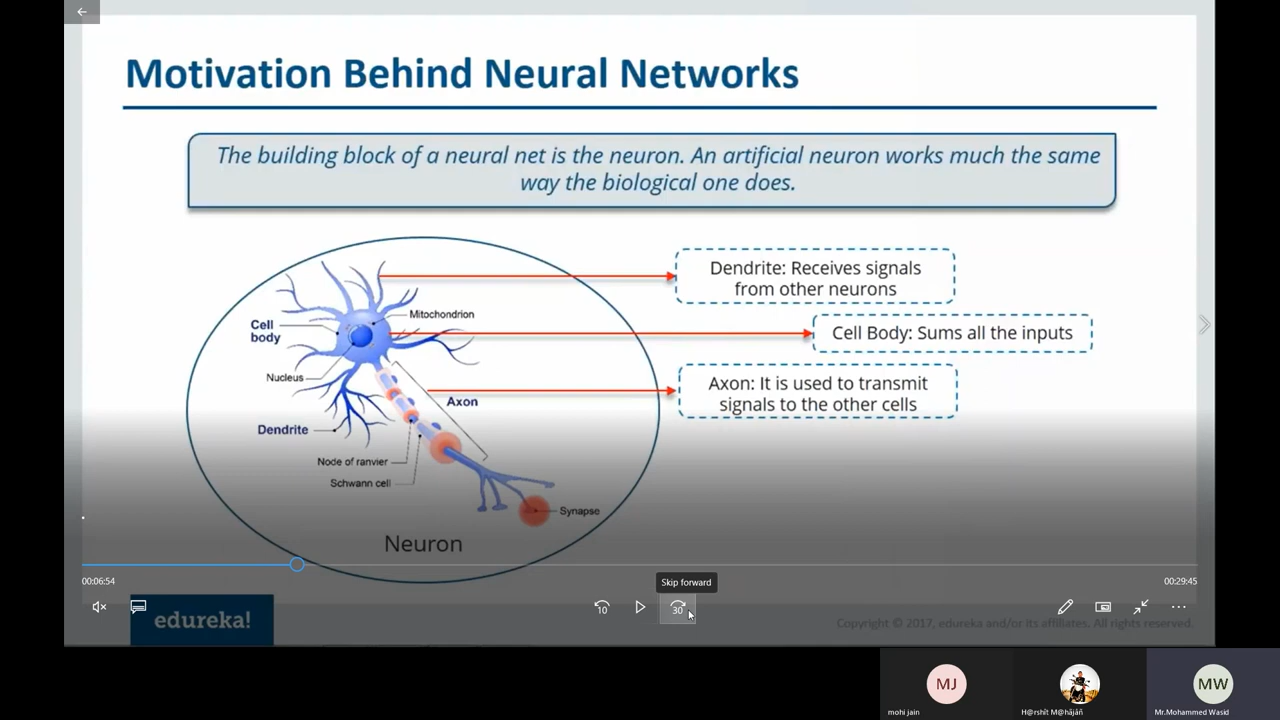 Motivation Behind Neural Networks
The building block of a neural net is the neuron. An artificial neuron works much the same
way the biological one does.
Dendrite: Receives signals
from other neurons
Cell Body: Sums all the inputs
Axon: It is used to transmit
signals to the other cells
Mitochondrion
Cell
body
Nucleus
Axon
Dendrite
Node of ranvier
Schwann cell
Synapse
Neuron
Skip forward
00:06:54
00:29:45
10
30
edureka!
Copyright © 2017, edureka and/or its affiliates. All rights reserved.
MJ
MW
mohi jain
H@rshit M@hãjáñ
Mr.Mohammed Wasid